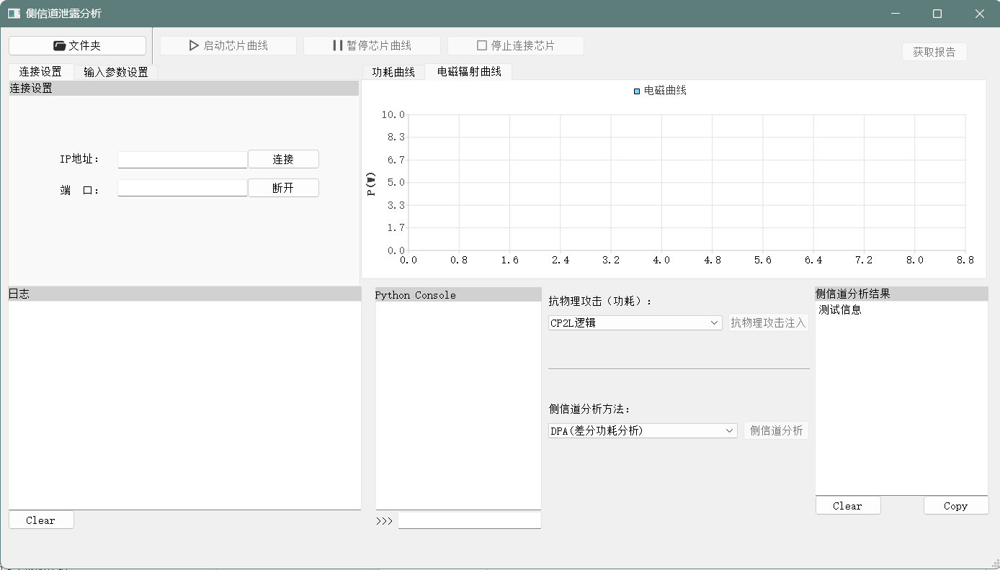 侧信道泄露分析
文件夹
启动芯片曲线
暂停芯片曲线
停止连接芯片
获取报告
连接设置
输入参数设置
连接设置
IP地址：
连接
端 口：
断开
功耗曲线
电磁辐射曲线
电磁曲线
P(W)
10.0
8.3
6.7
5.0
3.3
1.7
0.0
0.0 0.8 1.6 2.4 3.2 4.0 4.8 5.6 6.4 7.2 8.0 8.8
日志
Clear
Python Console
>>>
抗物理攻击（功耗）：
CP2L逻辑
抗物理攻击注入
侧信道分析方法：
DPA(差分功耗分析)
侧信道分析
侧信道分析结果
测试信息
Clear
Copy